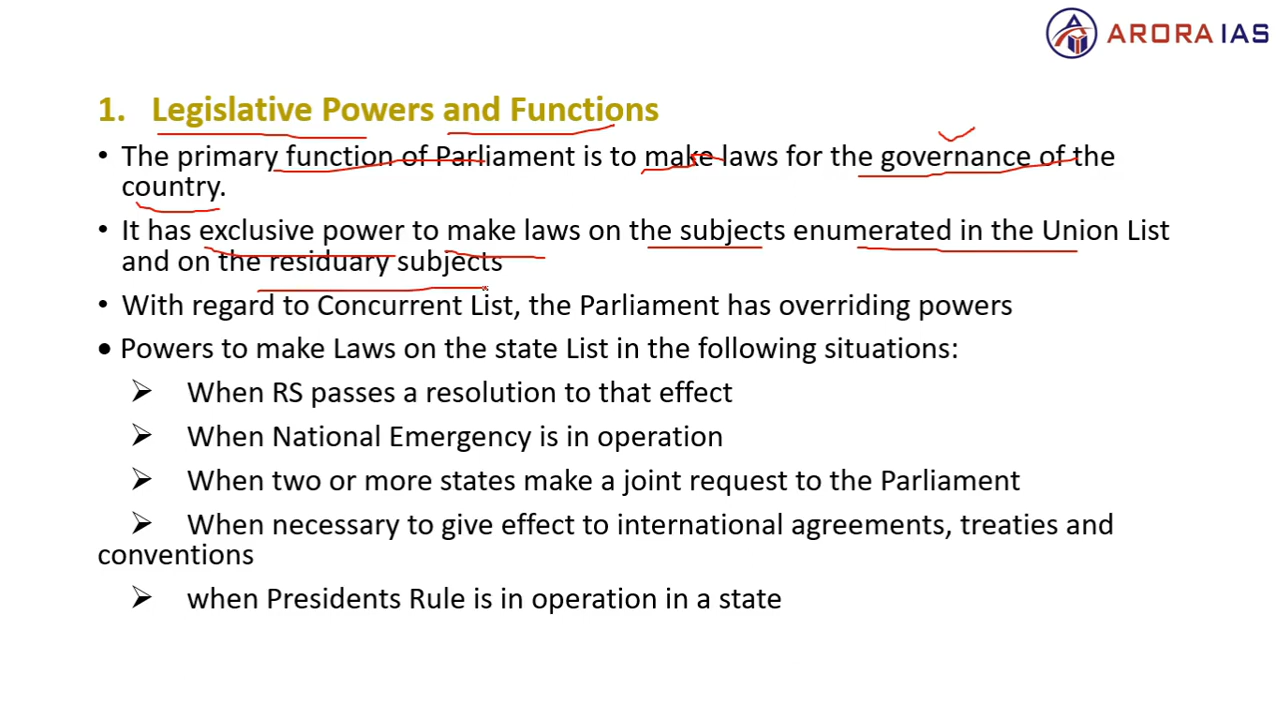 ARORA IAS
1. Legislative Powers and Functions
• The primary function of Parliament is to make laws for the governance of the
country.
• It has exclusive power to make laws on the subjects enumerated in the Union List
and on the residuary subjects
• With regard to Concurrent List, the Parliament has overriding powers
• Powers to make Laws on the state List in the following situations:
➢ When RS passes a resolution to that effect
➢ When National Emergency is in operation
➢ When two or more states make a joint request to the Parliament
➢ When necessary to give effect to international agreements, treaties and
conventions
➢ when Presidents Rule is in operation in a state